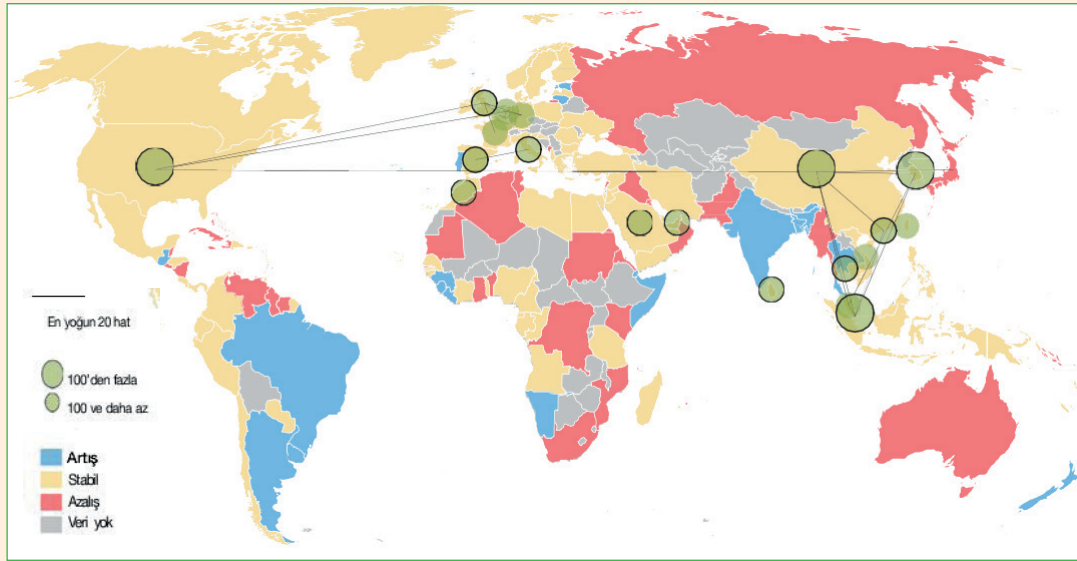 En yoğun 20 hat
100'den fazla
100 ve daha az
Artış
Stabil
Azalış
Veri yok